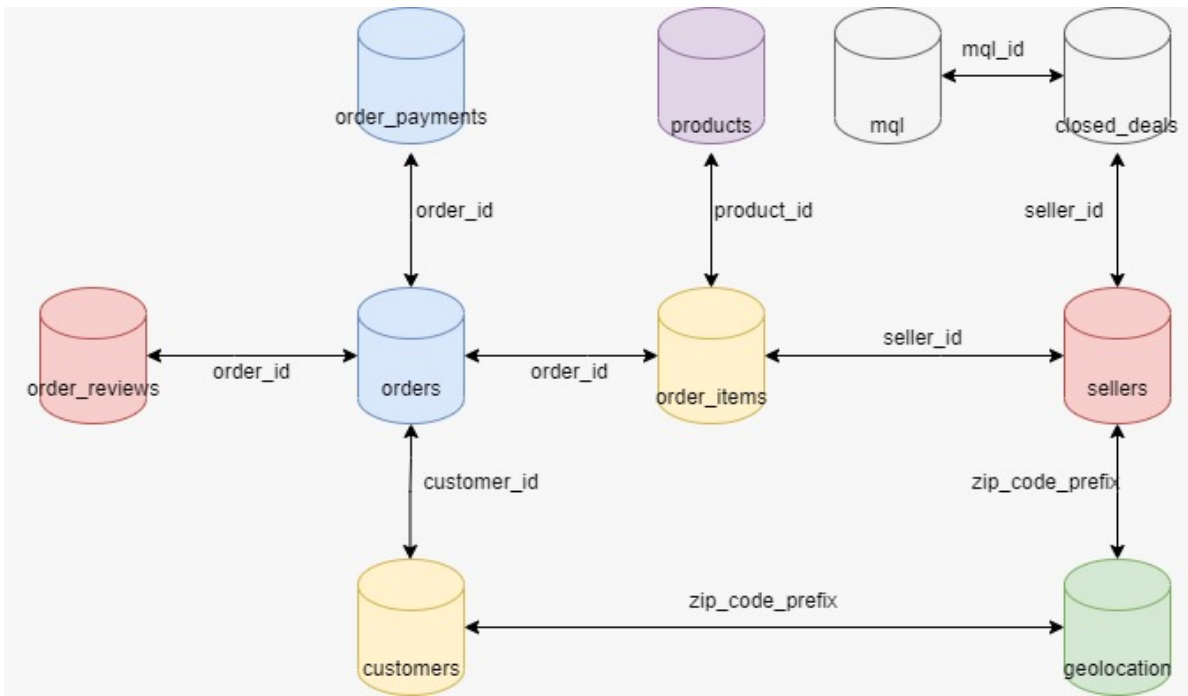 mql_id
order_payments
products
mql
closed_deals
order_id
product_id
seller_id
seller_id
order_id
order_id
order_reviews
orders
order_items
sellers
customer_id
zip_code_prefix
zip_code_prefix
customers
geolocation